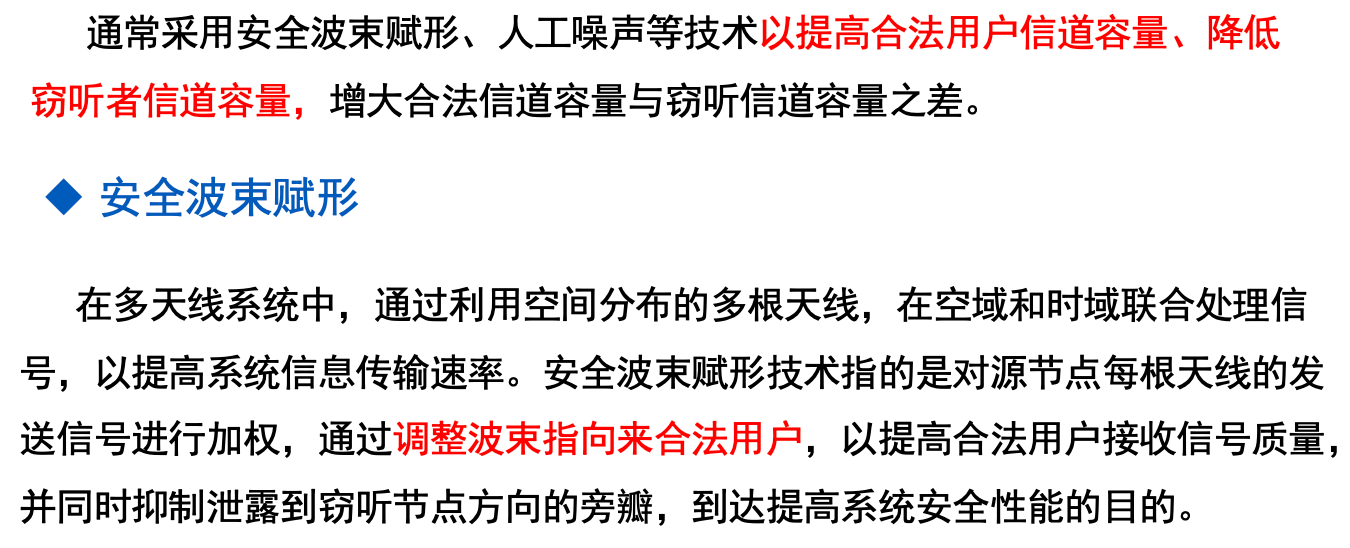 通常采用安全波束赋形、人工噪声等技术以提高合法用户信道容量、降低
窃听者信道容量，增大合法信道容量与窃听信道容量之差。
◆ 安全波束赋形
在多天线系统中，通过利用空间分布的多根天线，在空域和时域联合处理信
号，以提高系统信息传输速率。安全波束赋形技术指的是对源节点每根天线的发
送信号进行加权，通过调整波束指向来合法用户，以提高合法用户接收信号质量，
并同时抑制泄露到窃听节点方向的旁瓣，到达提高系统安全性能的目的。